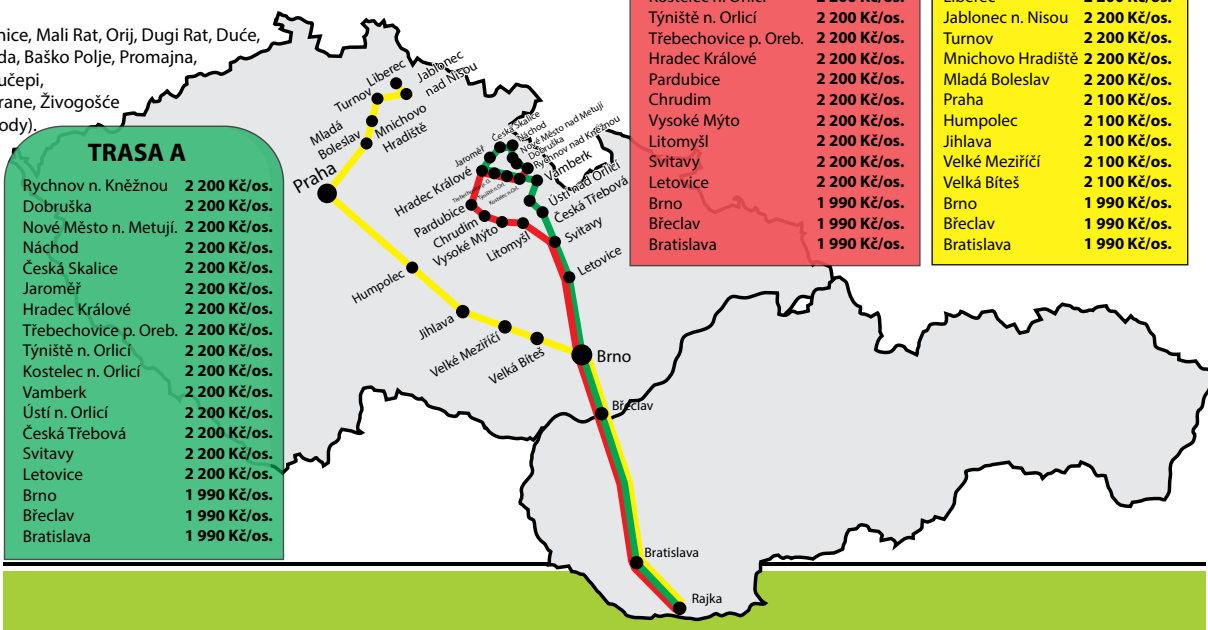 nice, Mali Rat, Orij, Dugi Rat, Duće,
da, Baško Polje, Promajna,
učepi,
rane, Živogošće
ody).
TRASA A
Rychnov n. Kněžnou 2 200 Kč/os.
Dobruška 2 200 Kč/os.
Nové Město n. Metují. 2 200 Kč/os.
Náchod 2 200 Kč/os.
Česká Skalice 2 200 Kč/os.
Jaroměř 2 200 Kč/os.
Hradec Králové 2 200 Kč/os.
Třebechovice p. Oreb. 2 200 Kč/os.
Týniště n. Orlicí 2 200 Kč/os.
Kostelec n. Orlicí 2 200 Kč/os.
Vamberk 2 200 Kč/os.
Ústí n. Orlicí 2 200 Kč/os.
Česká Třebová 2 200 Kč/os.
Svitavy 2 200 Kč/os.
Letovice 2 200 Kč/os.
Brno 1 990 Kč/os.
Břeclav 1 990 Kč/os.
Bratislava 1 990 Kč/os.
Kostelec n. Orlicí 2 200 Kč/os.
Týniště n. Orlicí 2 200 Kč/os.
Třebechovice p. Oreb. 2 200 Kč/os.
Hradec Králové 2 200 Kč/os.
Pardubice 2 200 Kč/os.
Chrudim 2 200 Kč/os.
Vysoké Mýto 2 200 Kč/os.
Litomyšl 2 200 Kč/os.
Svitavy 2 200 Kč/os.
Letovice 2 200 Kč/os.
Brno 1 990 Kč/os.
Břeclav 1 990 Kč/os.
Bratislava 1 990 Kč/os.
Liberec 2 200 Kč/os.
Jablonec n. Nisou 2 200 Kč/os.
Turnov 2 200 Kč/os.
Mnichovo Hradiště 2 200 Kč/os.
Mladá Boleslav 2 200 Kč/os.
Praha 2 100 Kč/os.
Humpolec 2 100 Kč/os.
Jihlava 2 100 Kč/os.
Velké Meziříčí 2 100 Kč/os.
Velká Bíteš 2 100 Kč/os.
Brno 1 990 Kč/os.
Břeclav 1 990 Kč/os.
Bratislava 1 990 Kč/os.
Liberec
Jablonec
nad Nisou
Turnov
Mnichovo
Hradiště
Mladá
Boleslav
Praha
Humpolec
Jihlava
Velké Meziříčí
Velká Bíteš
Brno
Česká Skalice
Náchod
Nové Město nad Metují
Dobruška
Rychnov nad Kněžnou
Vamberk
Jaroměř
Hradec Králové
Ústí nad Orlicí
Česká Třebová
Pardubice
Chrudim
Vysoké Mýto
Litomyšl
Svitavy
Letovice
Břeclav
Bratislava
Rajka